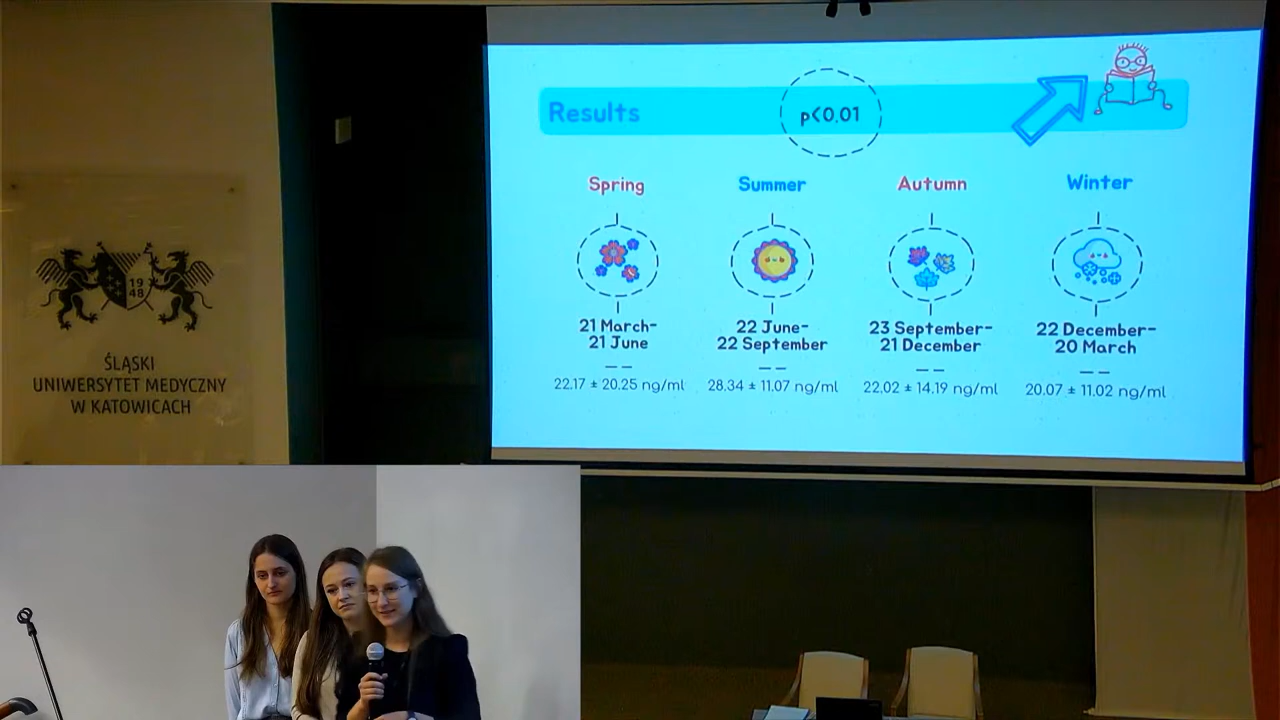 Results
p<0.01
Spring
Summer
Autumn
Winter
21 March-
21 June
22 June-
22 September
23 September-
21 December
22 December-
20 March
22.17 ± 20.25 ng/ml
28.34 ± 11.07 ng/ml
22.02 ± 14.19 ng/ml
20.07 ± 11.02 ng/ml
19
48
ŚLĄSKI
UNIWERSYTET MEDYCZNY
W KATOWICACH